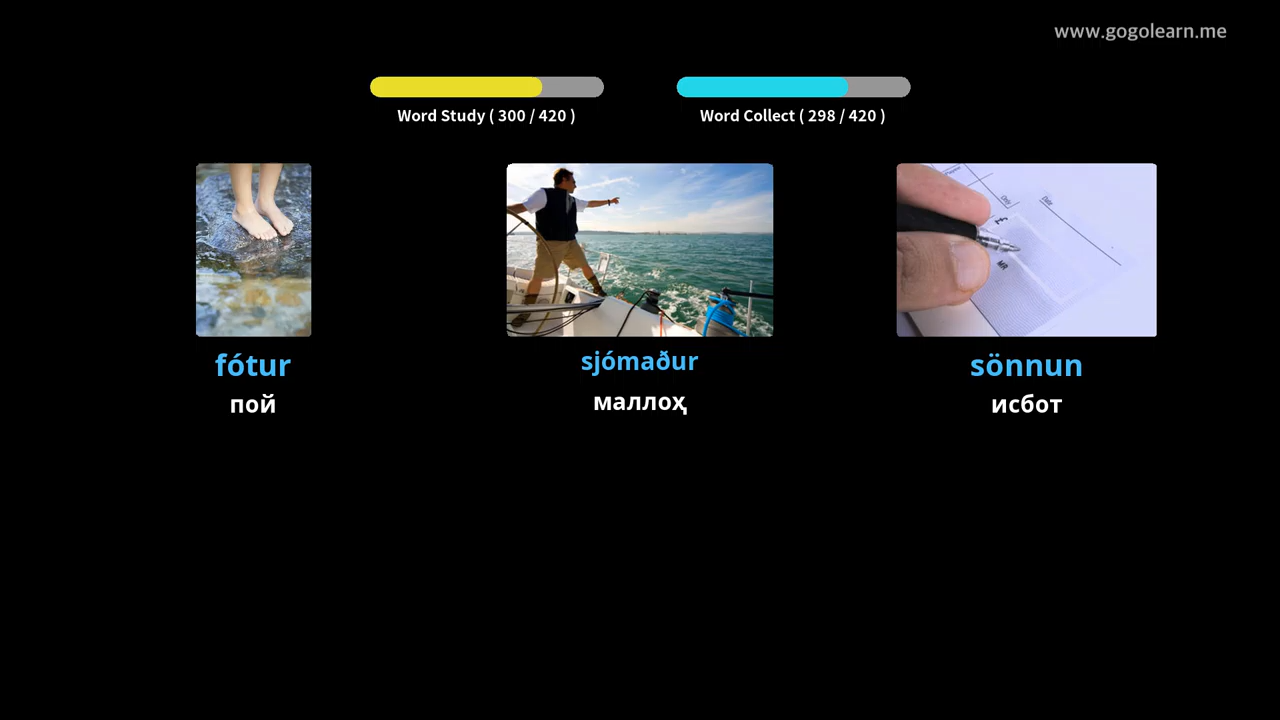 www.gogolearn.me
Word Study ( 300 / 420 )
Word Collect ( 298 / 420 )
fótur
sjómaður
sönnun
пой
маллоҳ
исбот